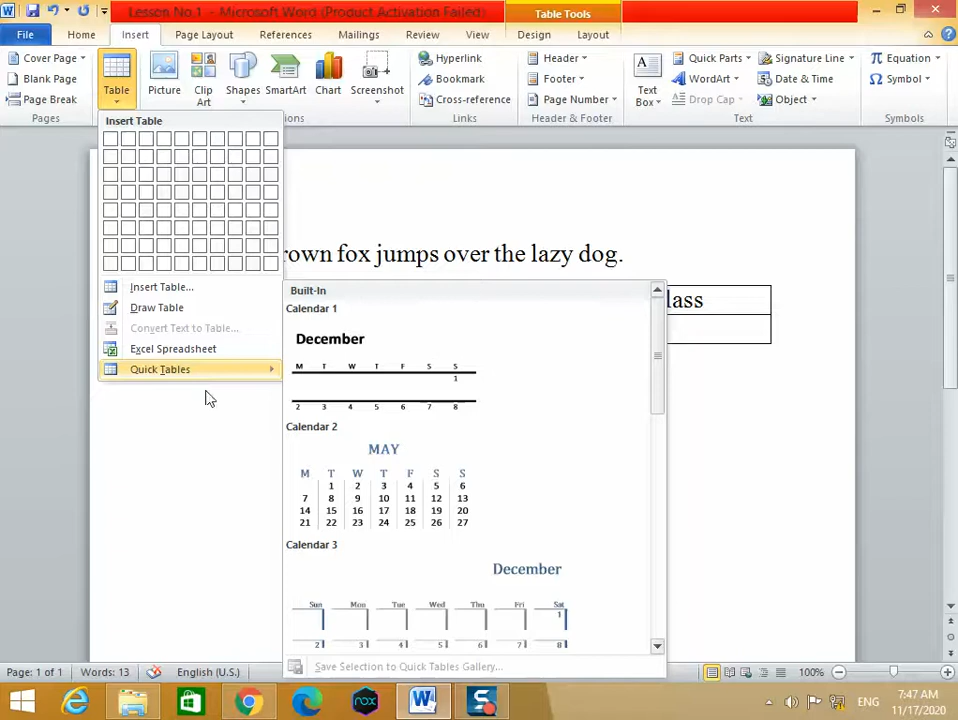 Lesson No.1 - Microsoft Word (Product Activation Failed)
Table Tools
File Home Insert Page Layout References Mailings Review View Design Layout
Cover Page
Blank Page
Page Break
Pages
Table
Picture
Clip Art
Shapes
SmartArt
Chart
Screenshot
ons
Hyperlink
Bookmark
Cross-reference
Links
Header
Footer
Page Number
Header & Footer
Text Box
Quick Parts
WordArt
Drop Cap
Signature Line
Date & Time
Object
Text
Equation
Symbol
Symbols
Insert Table
Insert Table...
Draw Table
Convert Text to Table...
Excel Spreadsheet
Quick Tables
rown fox jumps over the lazy dog.
lass
Built-In
Calendar 1
December
M T W T F S S
1
2 3 4 5 6 7 8
Calendar 2
MAY
M T W T F S S
1 2 3 4 5 6
7 8 9 10 11 12 13
14 15 16 17 18 19 20
21 22 23 24 25 26 27
Calendar 3
December
Sun Mon Tue Wed Thu Fri Sat
1
2 3 4 5 6 7 8
Save Selection to Quick Tables Gallery...
Page: 1 of 1 Words: 13 English (U.S.) 100%
nox
ENG
7:47 AM
11/17/2020